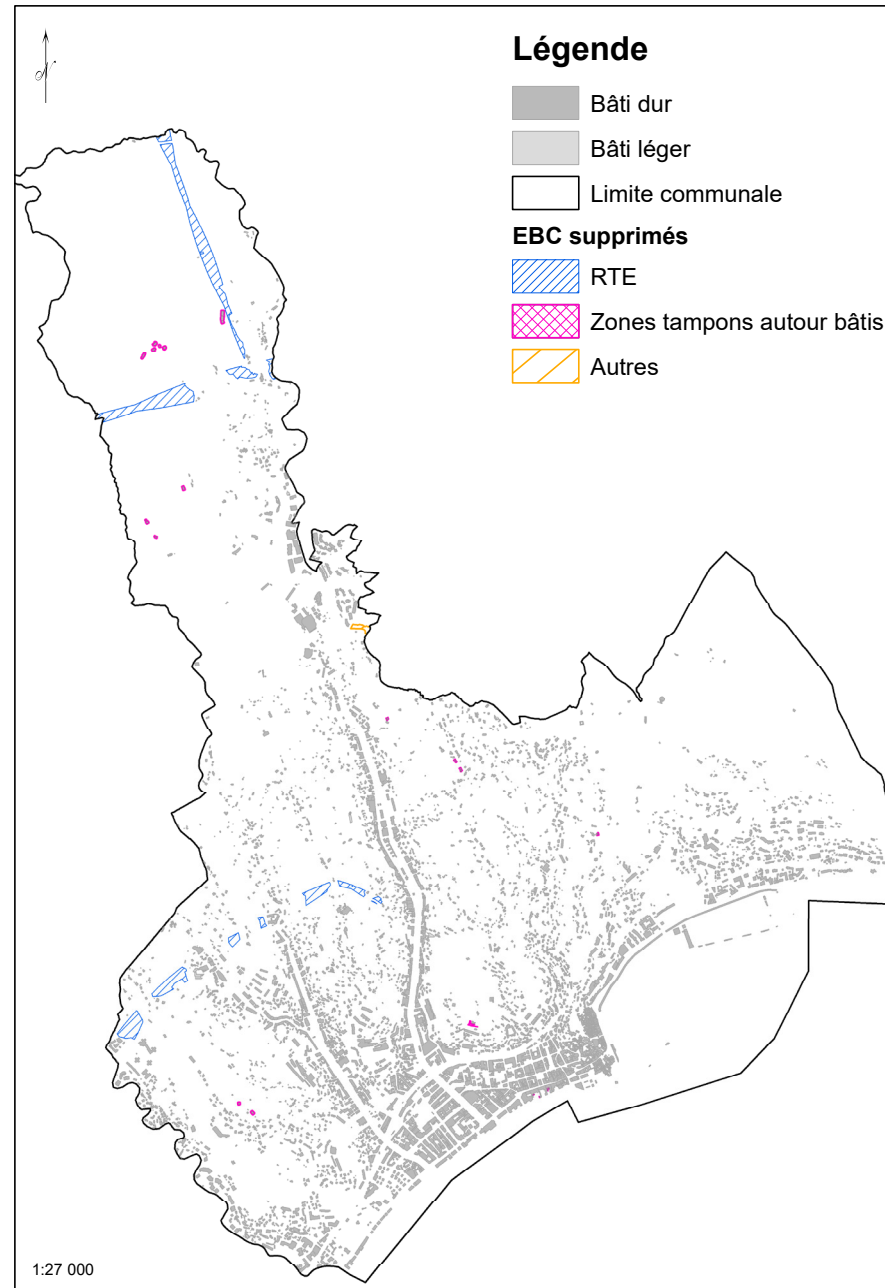 N
Légende
Bâti dur
Bâti léger
Limite communale
EBC supprimés
RTE
Zones tampons autour bâtis
Autres
1:27 000